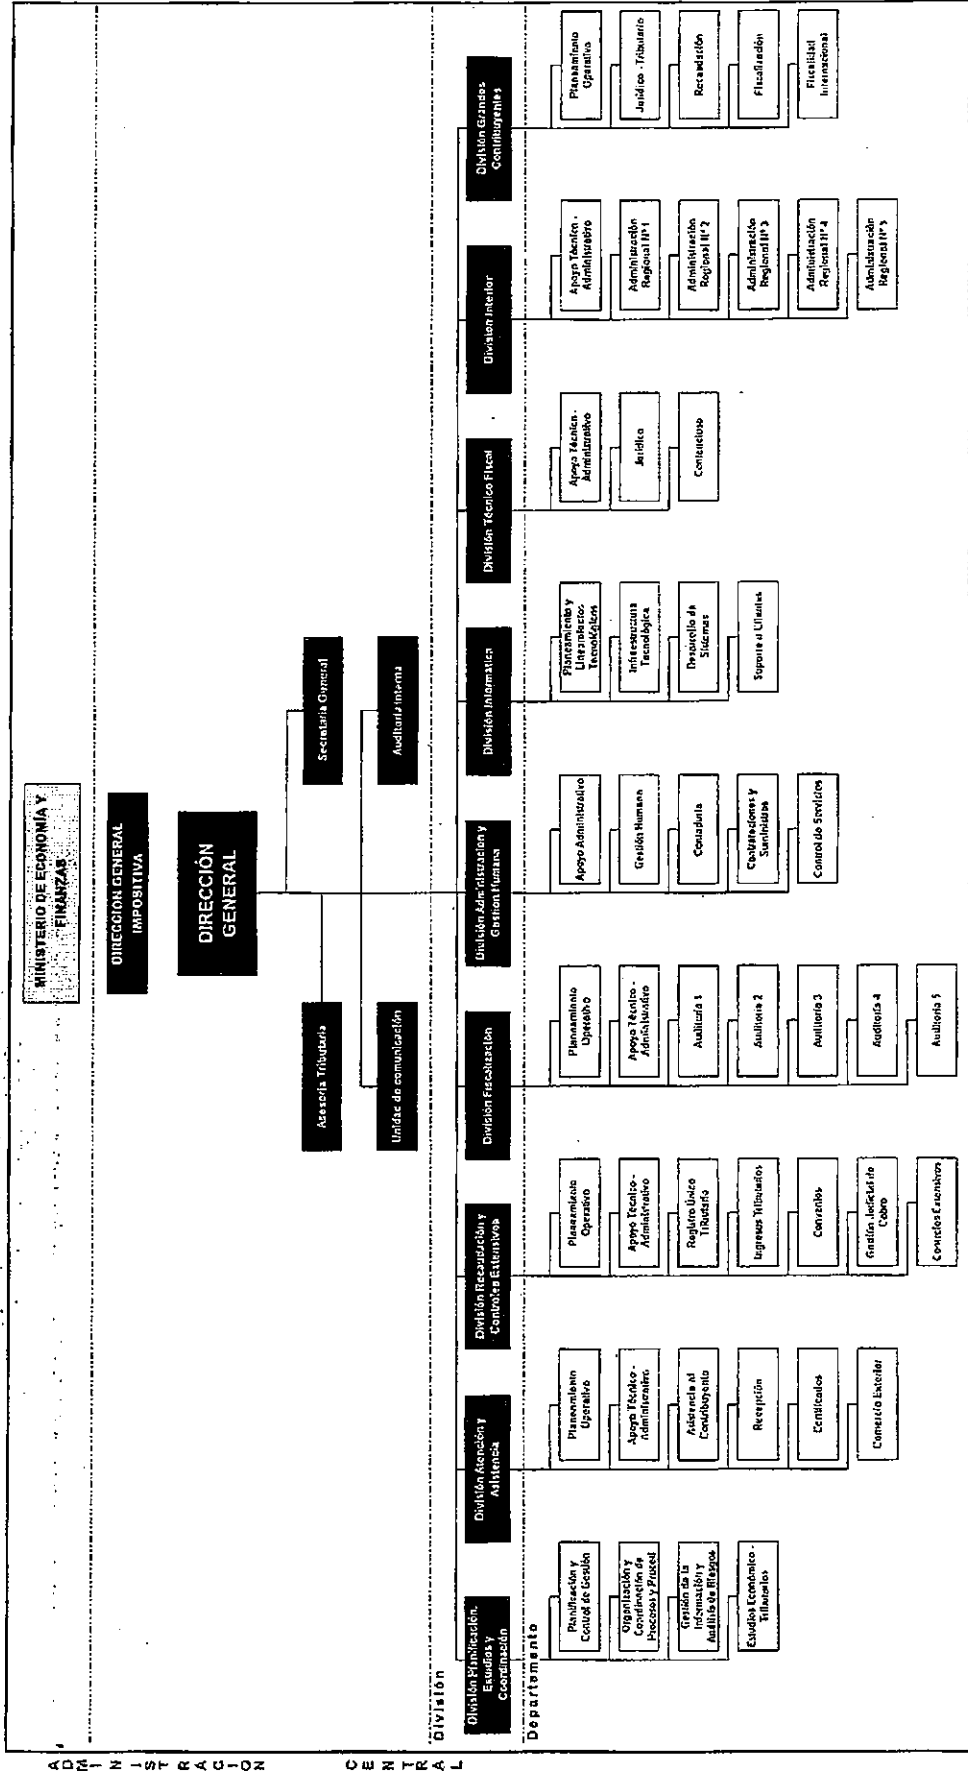 ADMINISTRACION
CENTRAL
MINISTERIO DE ECONOMÍA Y
FINANZAS
DIRECCION GENERAL
IMPOSITIVA
DIRECCIÓN
GENERAL
Asesoría Tributaria
Secretaría General
Unidad de comunicación
Auditoría interna
División
División Planificación,
Estudios y
Coordinación
División Atención y
Asistencia
División Recaudación y
Controles Extensivos
División Fiscalización
División Administración y
Gestión Humana
División Informática
División Técnico Fiscal
División Interior
División Grandes
Contribuyentes
Departamento
Planificación y
Control de Gestión
Organización y
Coordinación de
Procesos y Proced
Gestión de la
Información y
Análisis de Riesgos
Estudios Económico -
Tributarios
Planeamiento
Operativo
Apoyo Técnico -
Administrativo
Asistencia al
Contribuyente
Recepción
Certificados
Comercio Exterior
Planeamiento
Operativo
Apoyo Técnico -
Administrativo
Registro Único
Tributario
Ingresos Tributarios
Convenios
Gestión Judicial de
Cobro
Controles Extensivos
Planeamiento
Operativo
Apoyo Técnico -
Administrativo
Auditoría 1
Auditoría 2
Auditoría 3
Auditoría 4
Auditoría 5
Apoyo Administrativo
Gestión Humana
Contaduría
Contrataciones y
Suministros
Control de Servicios
Planeamiento y
Lineamientos
Tecnológicos
Infraestructura
Tecnológica
Desarrollo de
Sistemas
Soporte a Clientes
Apoyo Técnico -
Administrativo
Jurídico
Contencioso
Apoyo Técnico -
Administrativo
Administración
Regional Nº 1
Administración
Regional Nº 2
Administración
Regional Nº 3
Administración
Regional Nº 4
Administración
Regional Nº 5
Planeamiento
Operativo
Jurídico - Tributario
Recaudación
Fiscalización
Fiscalidad
Internacional